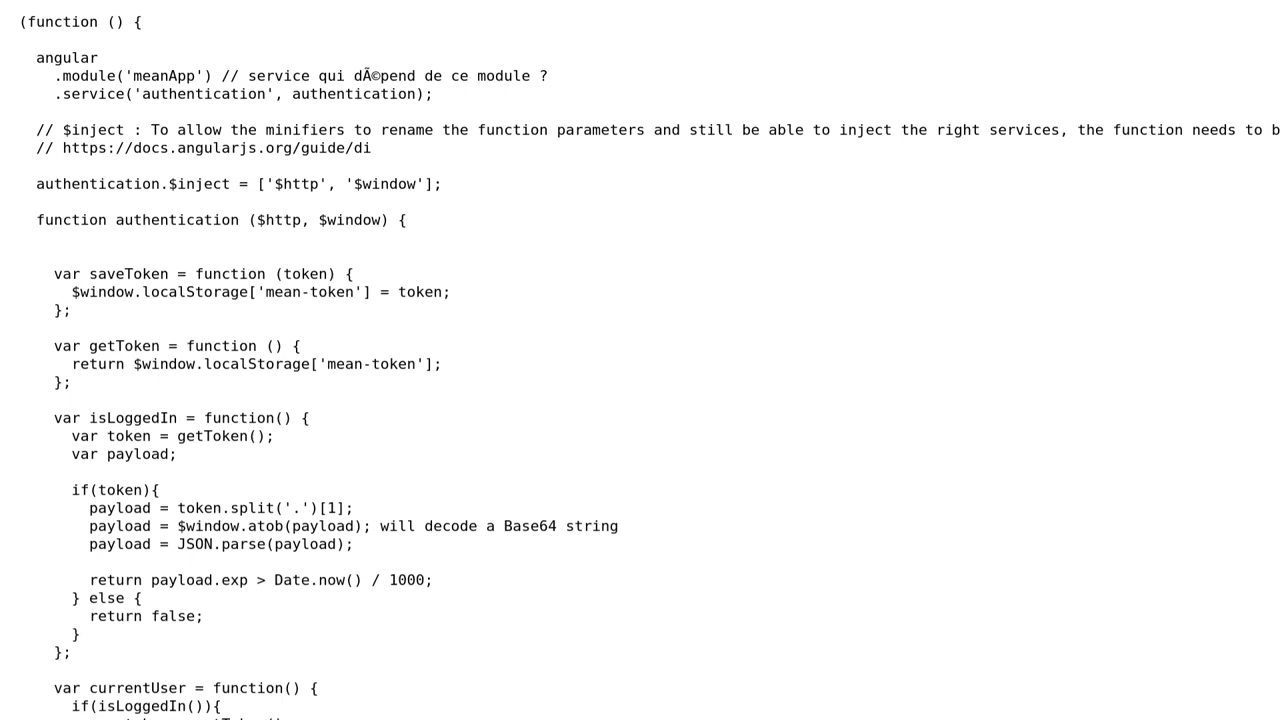 (function () {
angular
.module('meanApp') // service qui dÃ©pend de ce module ?
.service('authentication', authentication);
// $inject : To allow the minifiers to rename the function parameters and still be able to inject the right services, the function needs to b
// https://docs.angularjs.org/guide/di
authentication.$inject = ['$http', '$window'];
function authentication ($http, $window) {
var saveToken = function (token) {
$window.localStorage['mean-token'] = token;
};
var getToken = function () {
return $window.localStorage['mean-token'];
};
var isLoggedIn = function() {
var token = getToken();
var payload;
if(token){
payload = token.split('.')[1];
payload = $window.atob(payload); will decode a Base64 string
payload = JSON.parse(payload);
return payload.exp > Date.now() / 1000;
} else {
return false;
}
};
var currentUser = function() {
if(isLoggedIn()){